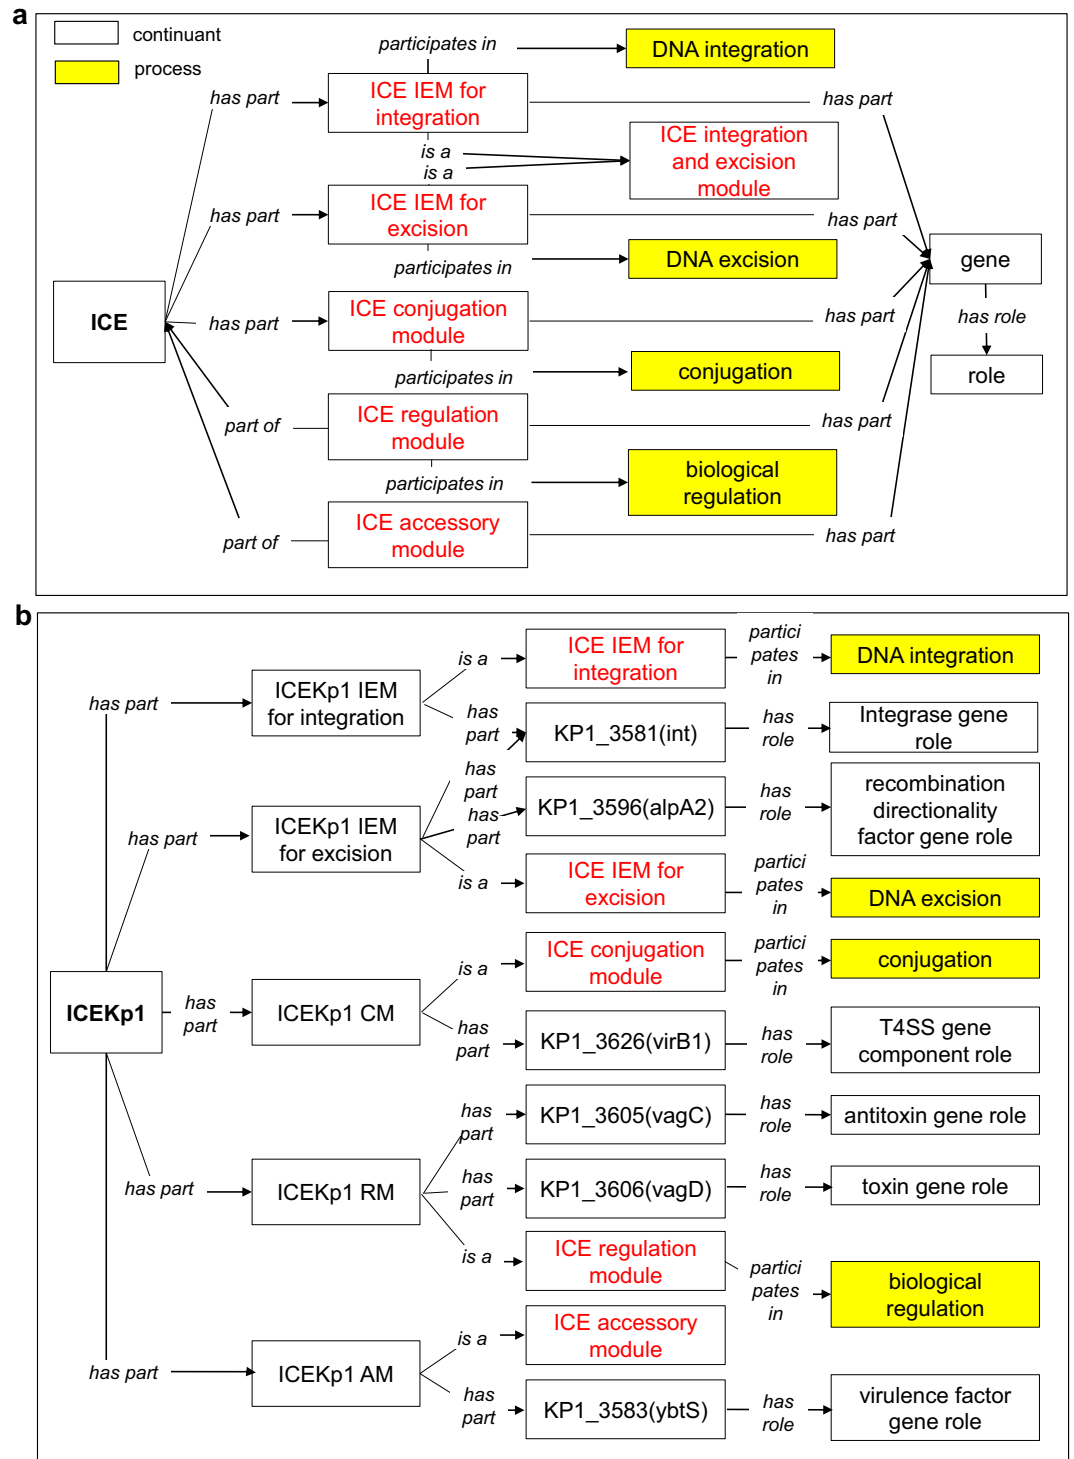 a
continuant
process
participates in
DNA integration
has part
ICE IEM for
integration
has part
is a
is a
ICE integration
and excision
module
has part
ICE IEM for
excision
has part
participates in
DNA excision
gene
ICE
has part
ICE conjugation
module
has part
has role
participates in
conjugation
role
part of
ICE regulation
module
has part
participates in
biological
regulation
part of
ICE accessory
module
has part
b
is a
ICE IEM for
integration
partici
pates
in
DNA integration
has part
ICEKp1 IEM
for integration
has
part
KP1_3581(int)
has
role
Integrase gene
role
has
part
has
part
KP1_3596(alpA2)
has
role
recombination
directionality
factor gene role
has part
ICEKp1 IEM
for excision
is a
ICE IEM for
excision
partici
pates
in
DNA excision
is a
ICE conjugation
module
partici
pates
in
conjugation
ICEKp1
has
part
ICEKp1 CM
has
part
KP1_3626(virB1)
has
role
T4SS gene
component role
has
part
KP1_3605(vagC)
has
role
antitoxin gene role
has part
ICEKp1 RM
has
part
KP1_3606(vagD)
has
role
toxin gene role
is a
ICE regulation
module
partici
pates
in
biological
regulation
is a
ICE accessory
module
has part
ICEKp1 AM
has
part
KP1_3583(ybtS)
has
role
virulence factor
gene role